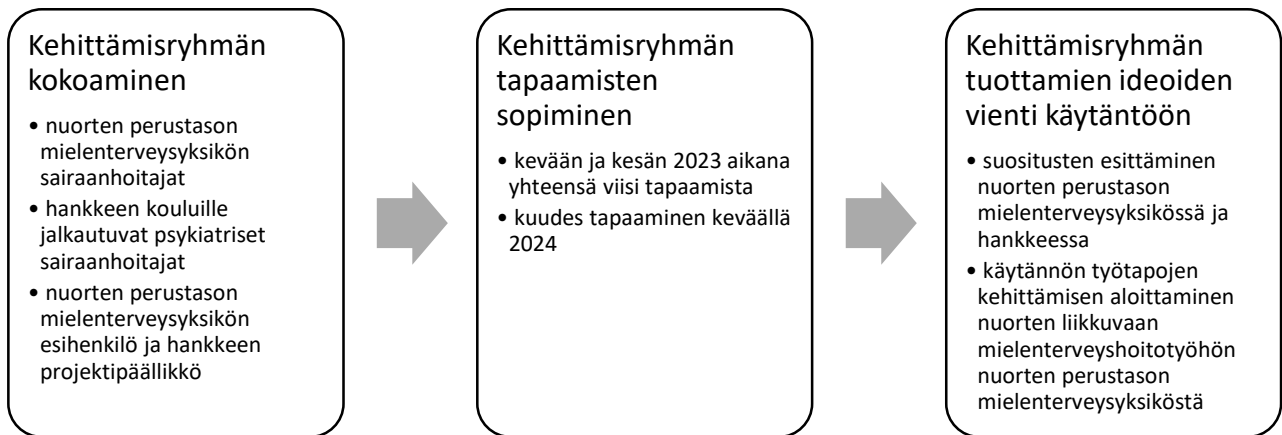 Kehittämisryhmän
kokoaminen
• nuorten perustason
mielenterveysyksikön
sairaanhoitajat
• hankkeen kouluille
jalkautuvat psykiatriset
sairaanhoitajat
• nuorten perustason
mielenterveysyksikön
esihenkilö ja hankkeen
projektipäällikkö
Kehittämisryhmän
tapaamisten
sopiminen
• kevään ja kesän 2023 aikana
yhteensä viisi tapaamista
• kuudes tapaaminen keväällä
2024
Kehittämisryhmän
tuottamien ideoiden
vienti käytäntöön
• suositusten esittäminen
nuorten perustason
mielenterveysyksikössä ja
hankkeessa
• käytännön työtapojen
kehittämisen aloittaminen
nuorten liikkuvaan
mielenterveyshoitotyöhön
nuorten perustason
mielenterveysyksiköstä